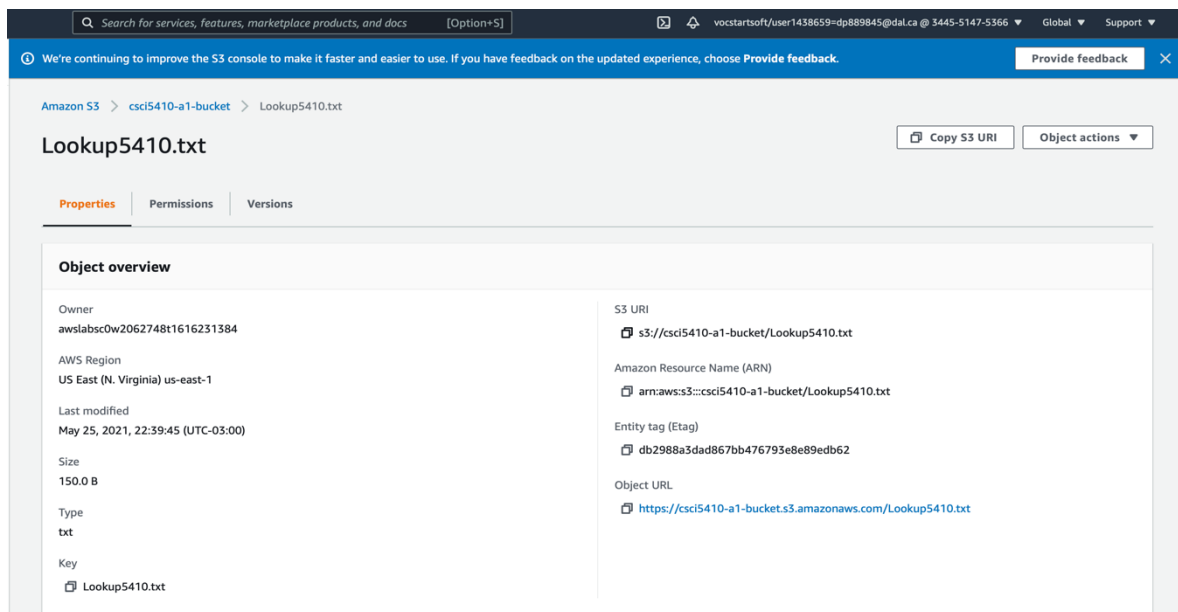 Search for services, features, marketplace products, and docs [Option+S] vocstartsoft/user1438659=dp889845@dal.ca @ 3445-5147-5366 ▼ Global ▼ Support ▼
We're continuing to improve the S3 console to make it faster and easier to use. If you have feedback on the updated experience, choose Provide feedback. Provide feedback
Amazon S3 > csci5410-a1-bucket > Lookup5410.txt
Lookup5410.txt
Copy S3 URI Object actions ▼
Properties Permissions Versions
Object overview
Owner
awslabsc0w2062748t1616231384
AWS Region
US East (N. Virginia) us-east-1
Last modified
May 25, 2021, 22:39:45 (UTC-03:00)
Size
150.0 B
Type
txt
Key
Lookup5410.txt
S3 URI
s3://csci5410-a1-bucket/Lookup5410.txt
Amazon Resource Name (ARN)
arn:aws:s3:::csci5410-a1-bucket/Lookup5410.txt
Entity tag (Etag)
db2988a3dad867bb476793e8e89edb62
Object URL
https://csci5410-a1-bucket.s3.amazonaws.com/Lookup5410.txt